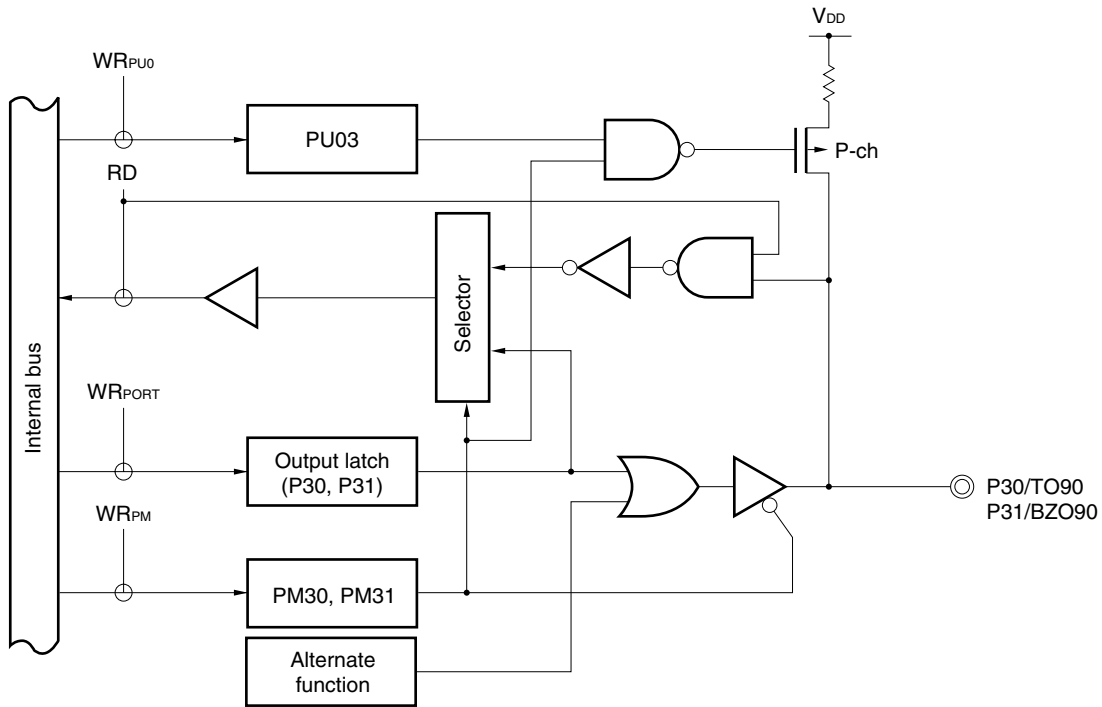 VDD
WRPU0
PU03
P-ch
RD
Selector
Internal bus
WRPORT
Output latch
(P30, P31)
P30/TO90
P31/BZO90
WRPM
PM30, PM31
Alternate
function